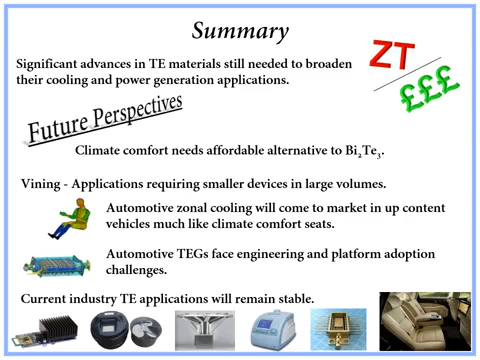 Summary
Significant advances in TE materials still needed to broaden
their cooling and power generation applications.
ZT
£££
Future Perspectives
Climate comfort needs affordable alternative to Bi₂Te₃.
Vining - Applications requiring smaller devices in large volumes.
Automotive zonal cooling will come to market in up content
vehicles much like climate comfort seats.
Automotive TEGs face engineering and platform adoption
challenges.
Current industry TE applications will remain stable.